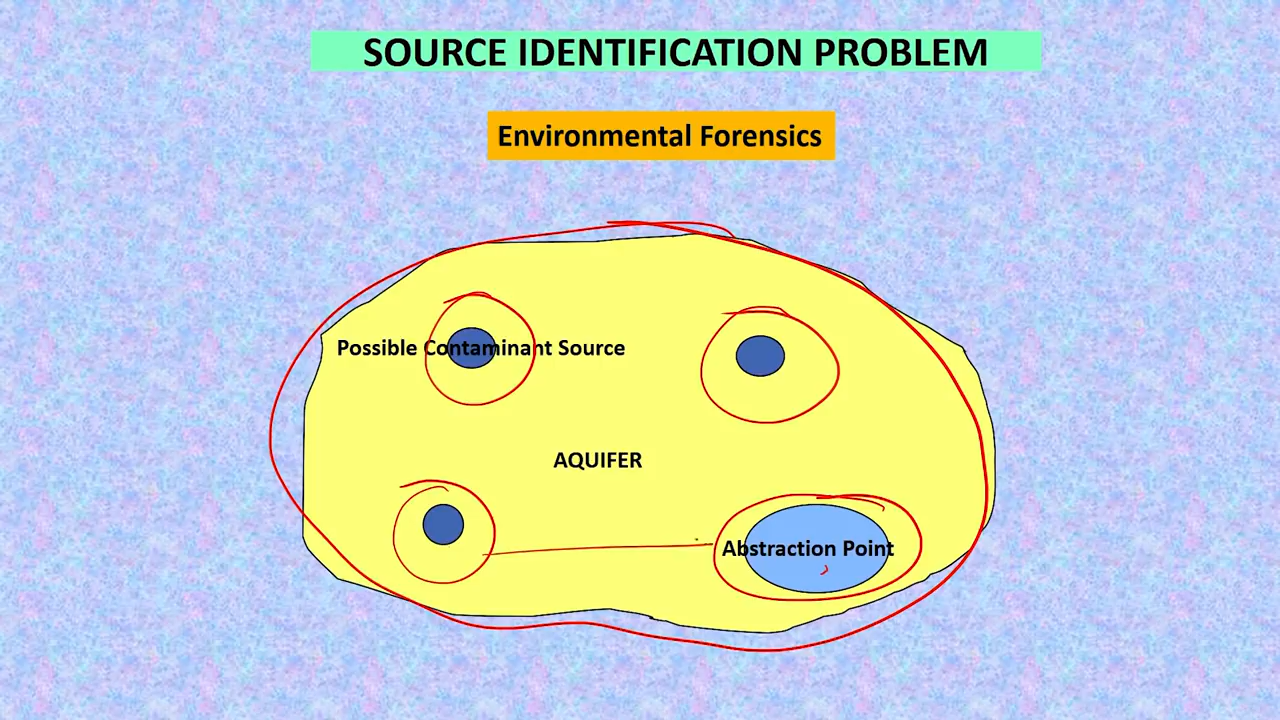 SOURCE IDENTIFICATION PROBLEM
Environmental Forensics
Possible Contaminant Source
AQUIFER
Abstraction Point